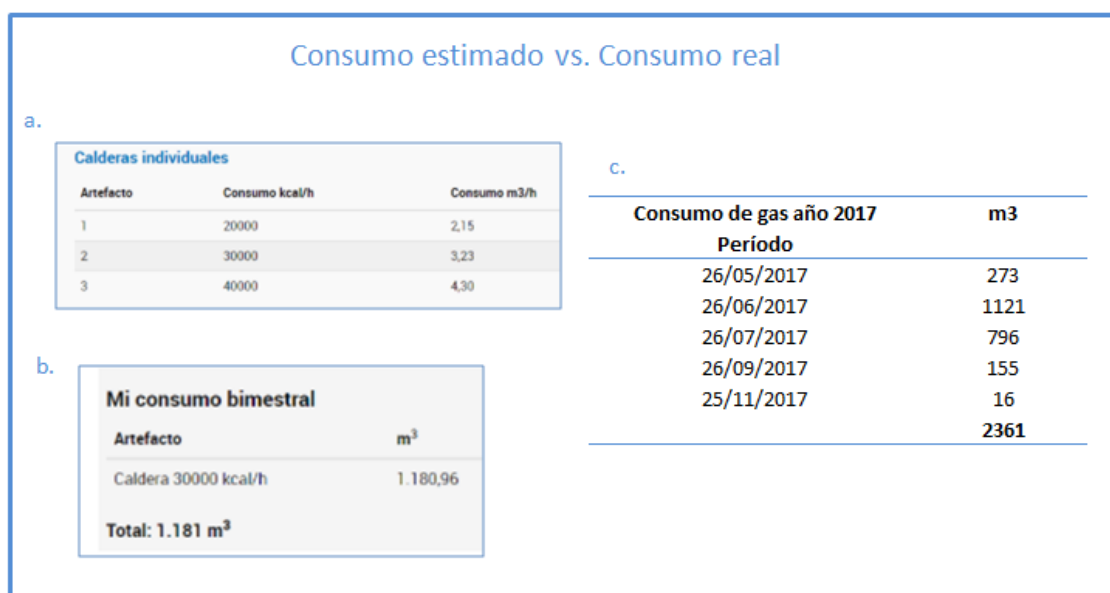 Consumo estimado vs. Consumo real
a.
Calderas individuales
Artefacto Consumo kcal/h Consumo m3/h
1 20000 2,15
2 30000 3,23
3 40000 4,30
b.
Mi consumo bimestral
Artefacto m³
Caldera 30000 kcal/h 1.180,96
Total: 1.181 m³
c.
Consumo de gas año 2017 m3
Período
26/05/2017 273
26/06/2017 1121
26/07/2017 796
26/09/2017 155
25/11/2017 16
2361